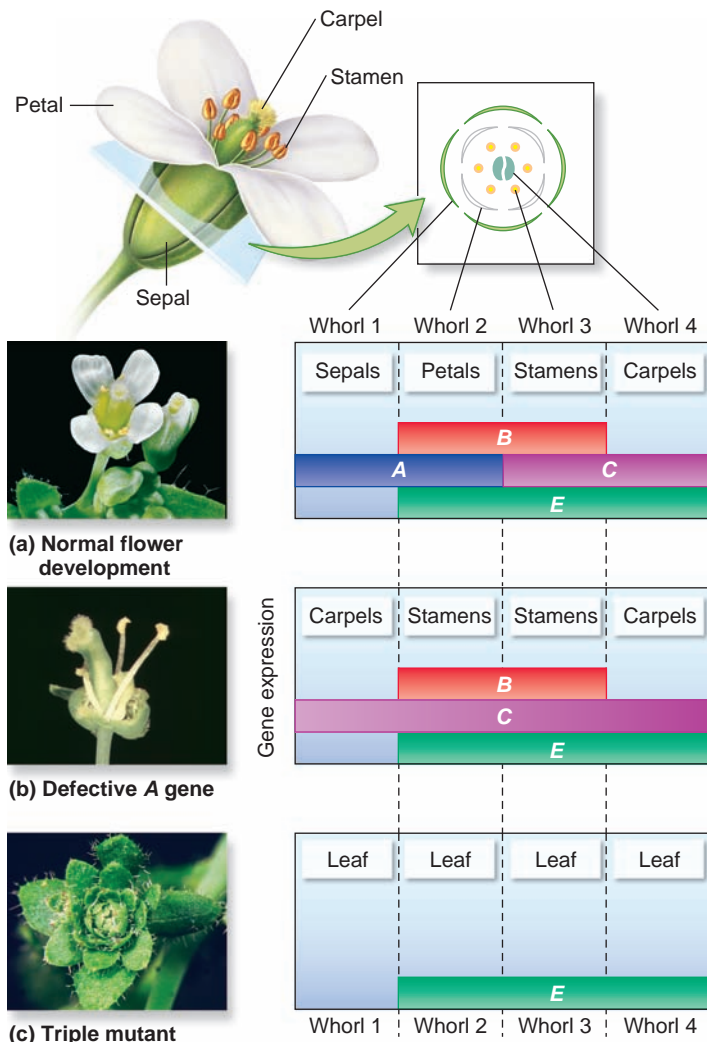 Carpel
Stamen
Petal
Sepal
Whorl 1 Whorl 2 Whorl 3 Whorl 4
Sepals Petals Stamens Carpels
B
A C
E
(a) Normal flower
development
Gene expression
Carpels Stamens Stamens Carpels
B
C
E
(b) Defective A gene
Leaf Leaf Leaf Leaf
E
Whorl 1 Whorl 2 Whorl 3 Whorl 4
(c) Triple mutant